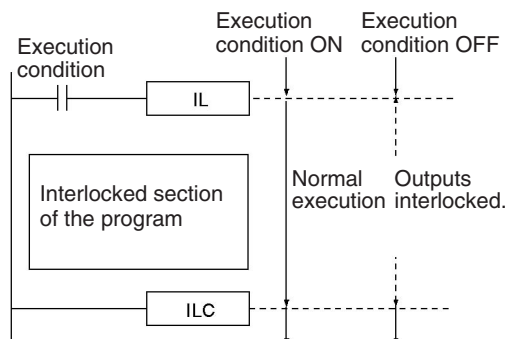 Execution
condition
Execution
condition ON
Execution
condition OFF
IL
Interlocked section
of the program
Normal
execution
Outputs
interlocked.
ILC